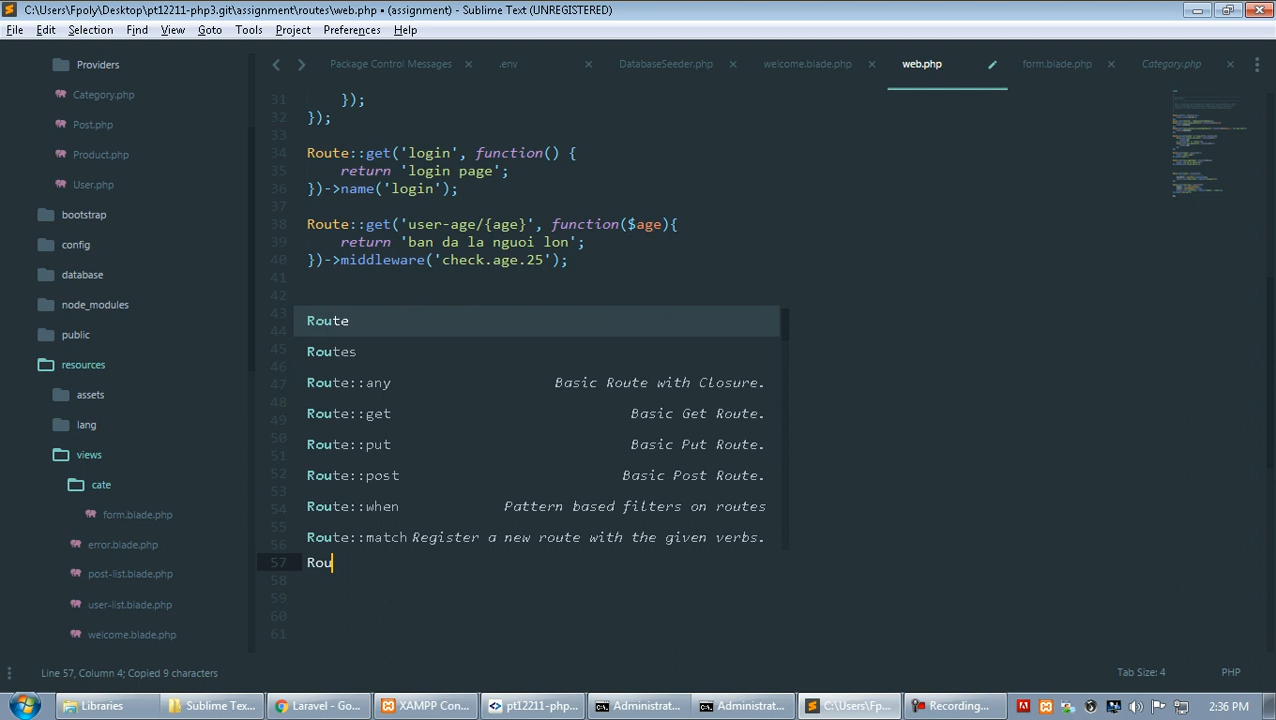 C:\Users\Fpoly\Desktop\pt12211-php3.git\assignment\routes\web.php • (assignment) - Sublime Text (UNREGISTERED)
File Edit Selection Find View Goto Tools Project Preferences Help
Package Control Messages .env DatabaseSeeder.php welcome.blade.php web.php form.blade.php Category.php
Providers
Category.php
Post.php
Product.php
User.php
bootstrap
config
database
node_modules
public
resources
assets
lang
views
cate
form.blade.php
error.blade.php
post-list.blade.php
user-list.blade.php
welcome.blade.php
31 });
32 });
33
34 Route::get('login', function() {
35 return 'login page';
36 })->name('login');
37
38 Route::get('user-age/{age}', function($age){
39 return 'ban da la nguoi lon';
40 })->middleware('check.age.25');
41
42
43
44
45
46
47
48
49
50
51
52
53
54
55
56
Route
Routes
Route::any Basic Route with Closure.
Route::get Basic Get Route.
Route::put Basic Put Route.
Route::post Basic Post Route.
Route::when Pattern based filters on routes
Route::match Register a new route with the given verbs.
57 Rou
58
59
60
61
Line 57, Column 4; Copied 9 characters Tab Size: 4 PHP
Libraries Sublime Tex... Laravel - Goo... XAMPP Con... pt12211-php... Administrat... Administrat... C:\Users\Fp... Recording... 2:36 PM